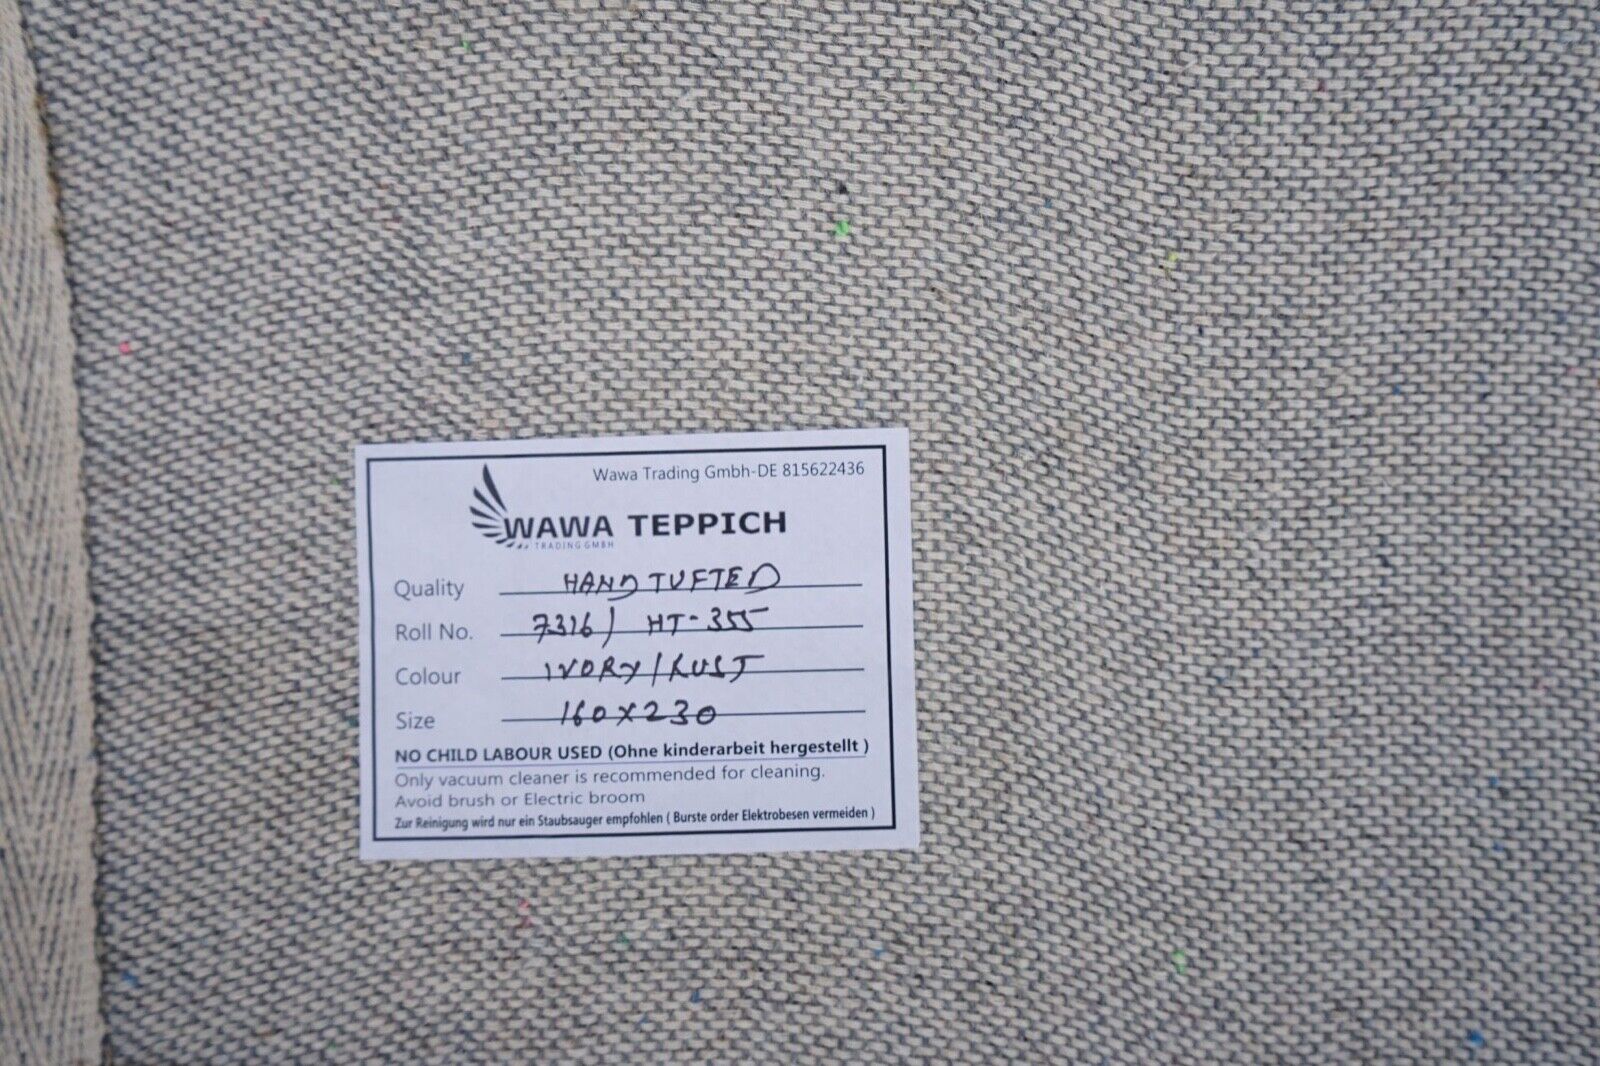 Wawa Trading Gmbh-DE 815622436
WAWA TEPPICH
TRADING GMBH
Quality HAND TUFTED
Roll No. 7316/ HT-355
Colour IVORY/RUST
Size 160x230
NO CHILD LABOUR USED (Ohne kinderarbeit hergestellt )
Only vacuum cleaner is recommended for cleaning.
Avoid brush or Electric broom
Zur Reinigung wird nur ein Staubsauger empfohlen ( Burste order Elektrobesen vermeiden )